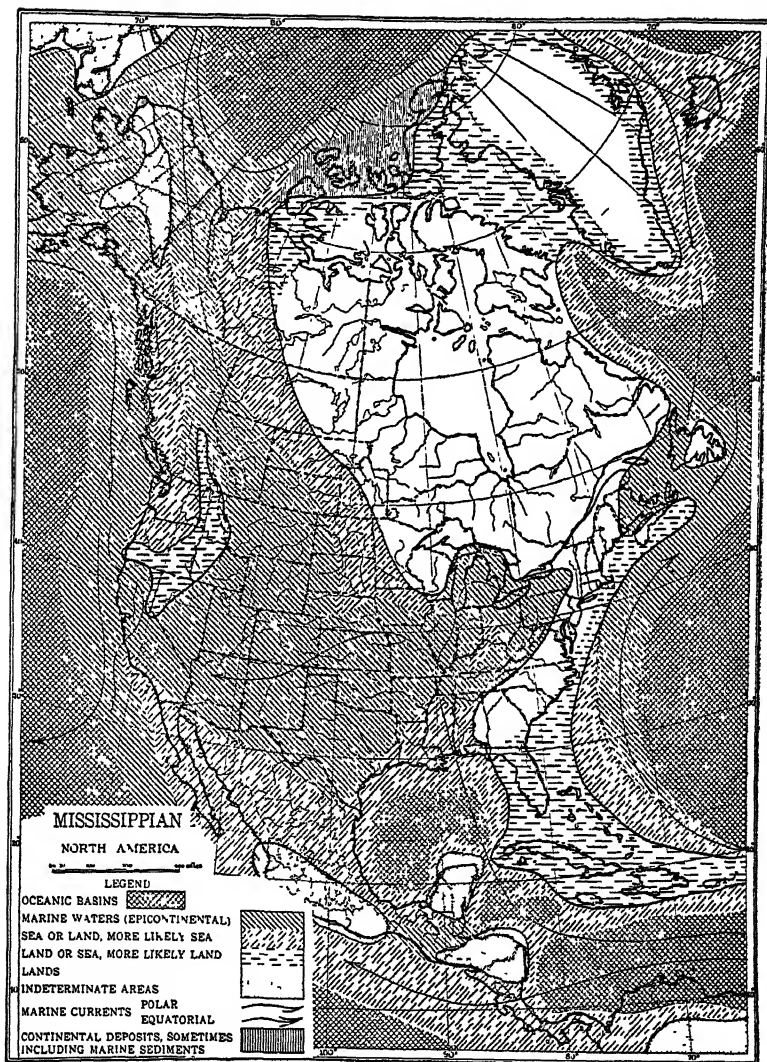 MISSISSIPPIAN
NORTH AMERICA
LEGEND
OCEANIC BASINS
MARINE WATERS (EPICONTINENTAL)
SEA OR LAND, MORE LIKELY SEA
LAND OR SEA, MORE LIKELY LAND
LANDS
INDETERMINATE AREAS
MARINE CURRENTS POLAR
EQUATORIAL
CONTINENTAL DEPOSITS, SOMETIMES
INCLUDING MARINE SEDIMENTS